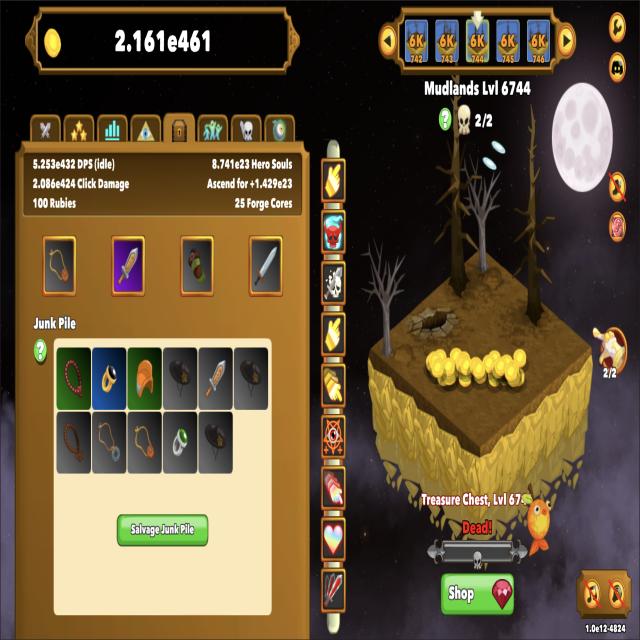 2.161e461
6K 6K 6K 6K 6K
742 743 744 745 746
Mudlands Lvl 6744
? 2/2
5.253e432 DPS (idle)
8.741e23 Hero Souls
2.086e424 Click Damage
Ascend for +1.429e23
100 Rubies
25 Forge Cores
Junk Pile
?
2/2
Salvage Junk Pile
Treasure Chest, Lvl 674
Dead!
Shop
1.0e12-4824